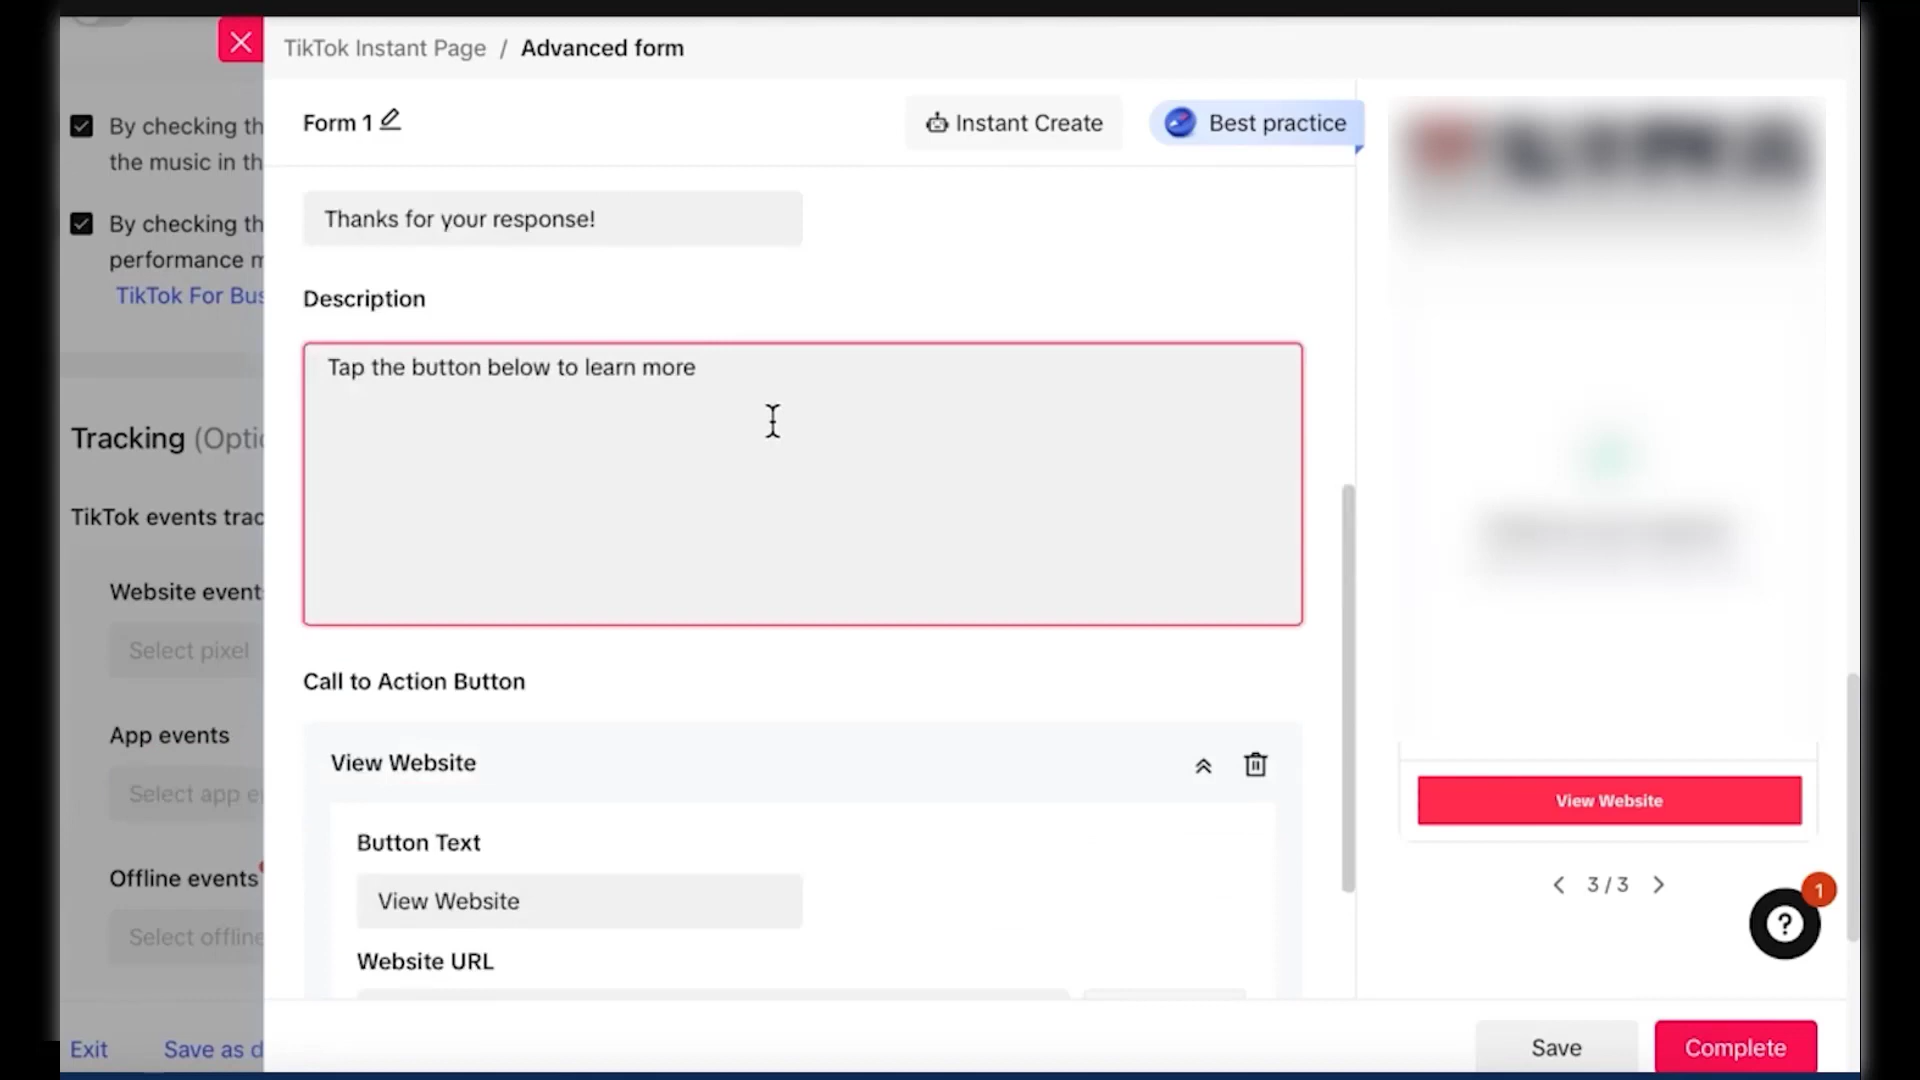 TikTok Instant Page / Advanced form
Form 1
Instant Create
Best practice
By checking th
the music in th
By checking th
performance m
TikTok For Bus
Tracking (Optio
TikTok events trac
Website event
Select pixel
App events
Select app e
Offline events
Select offline
Exit
Save as d
Thanks for your response!
Description
Tap the button below to learn more
Call to Action Button
View Website
Button Text
View Website
Website URL
View Website
3 / 3
1
?
Save
Complete